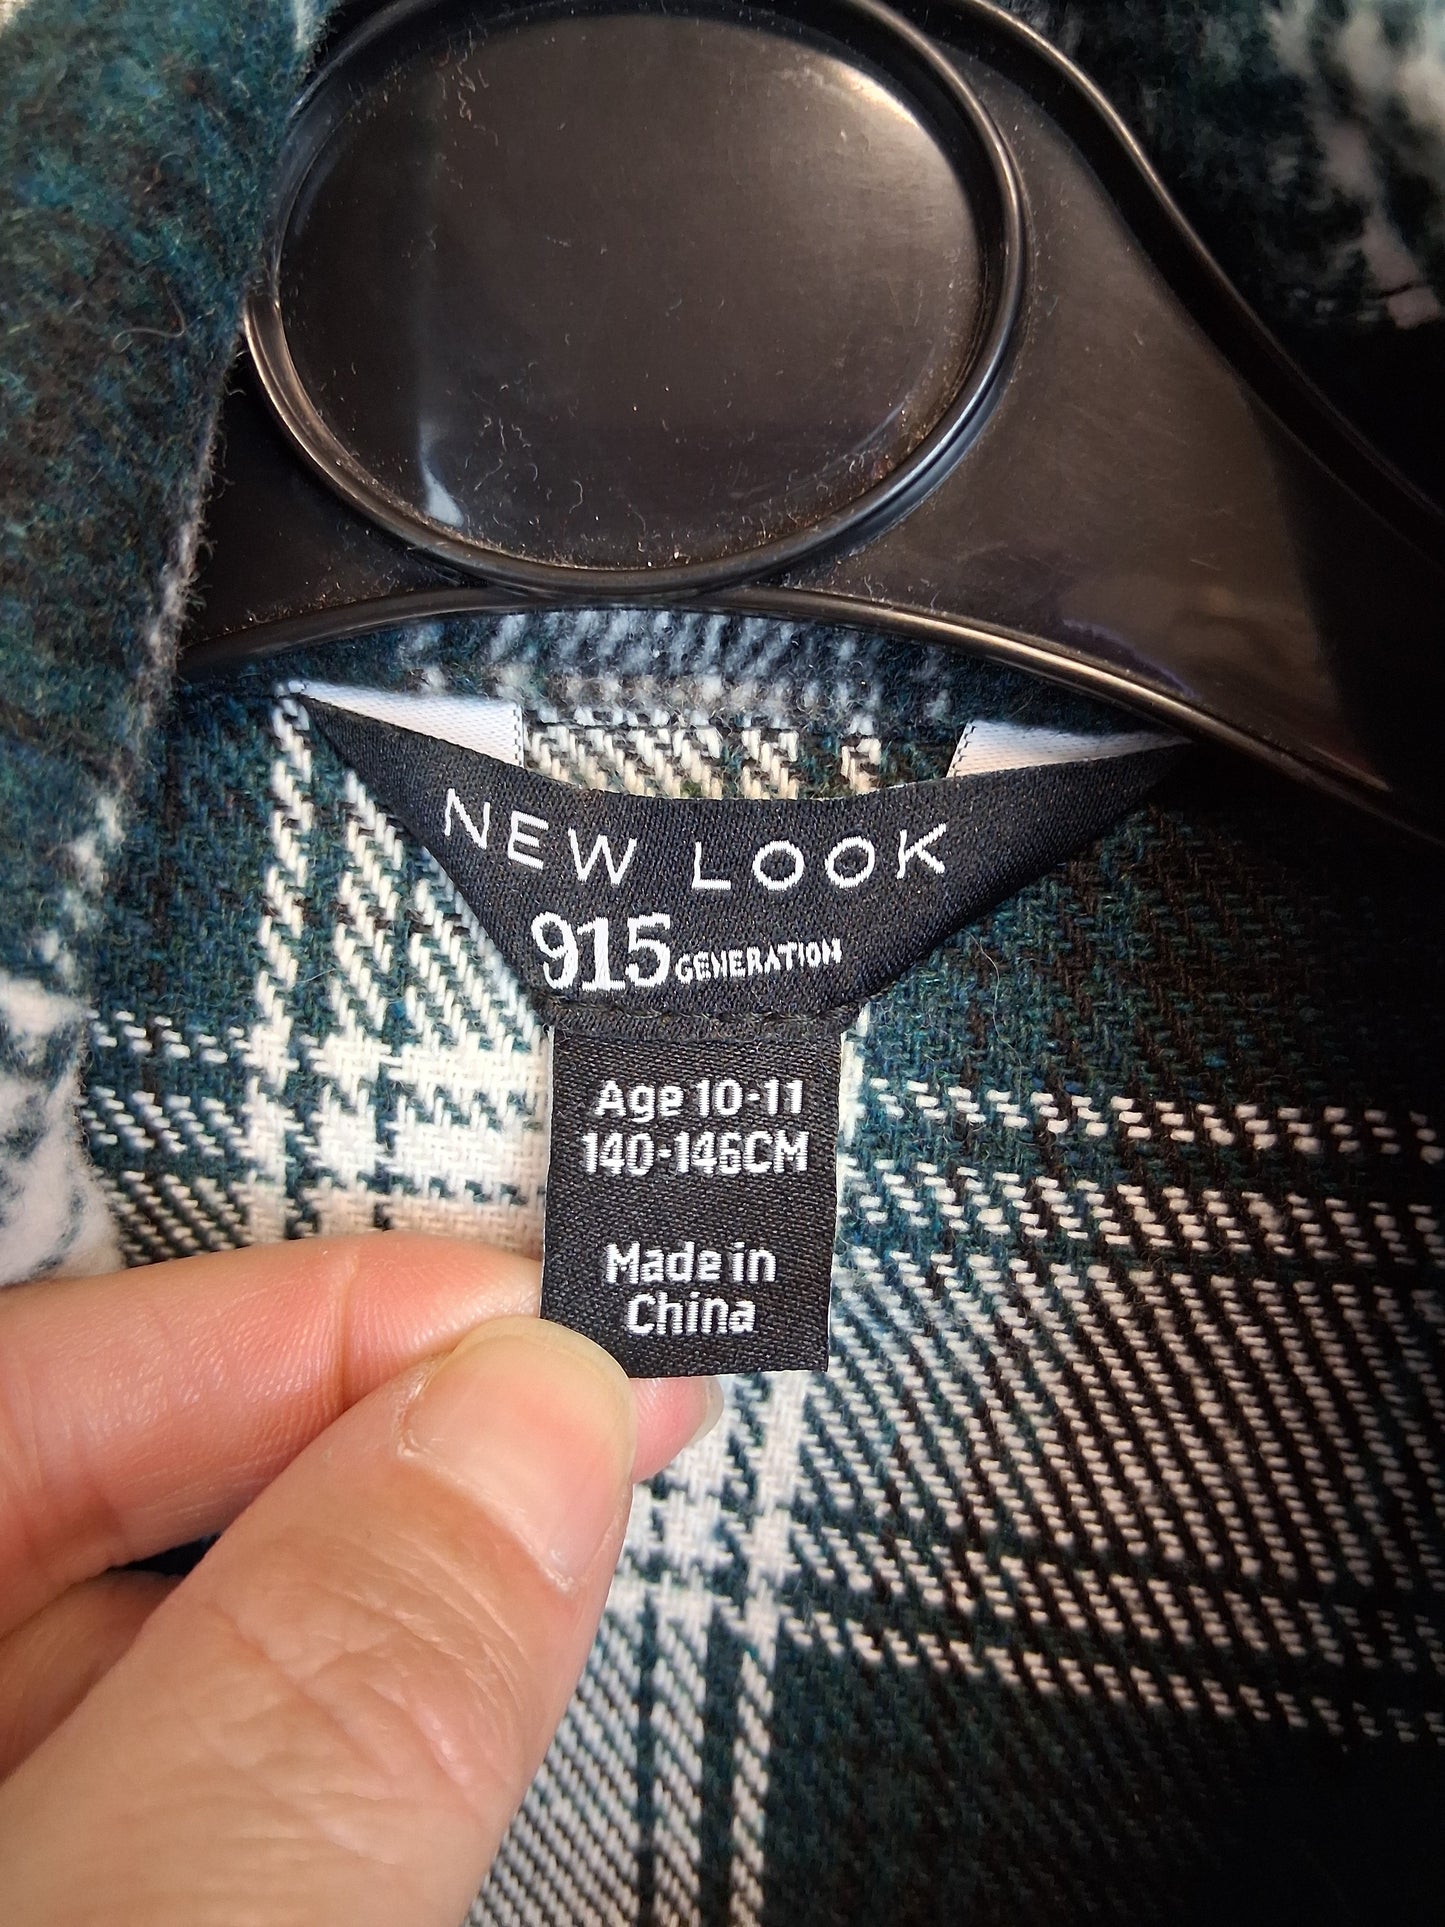 NEW LOOK
915 GENERATION
Age 10-11
140-146CM
Made in
China